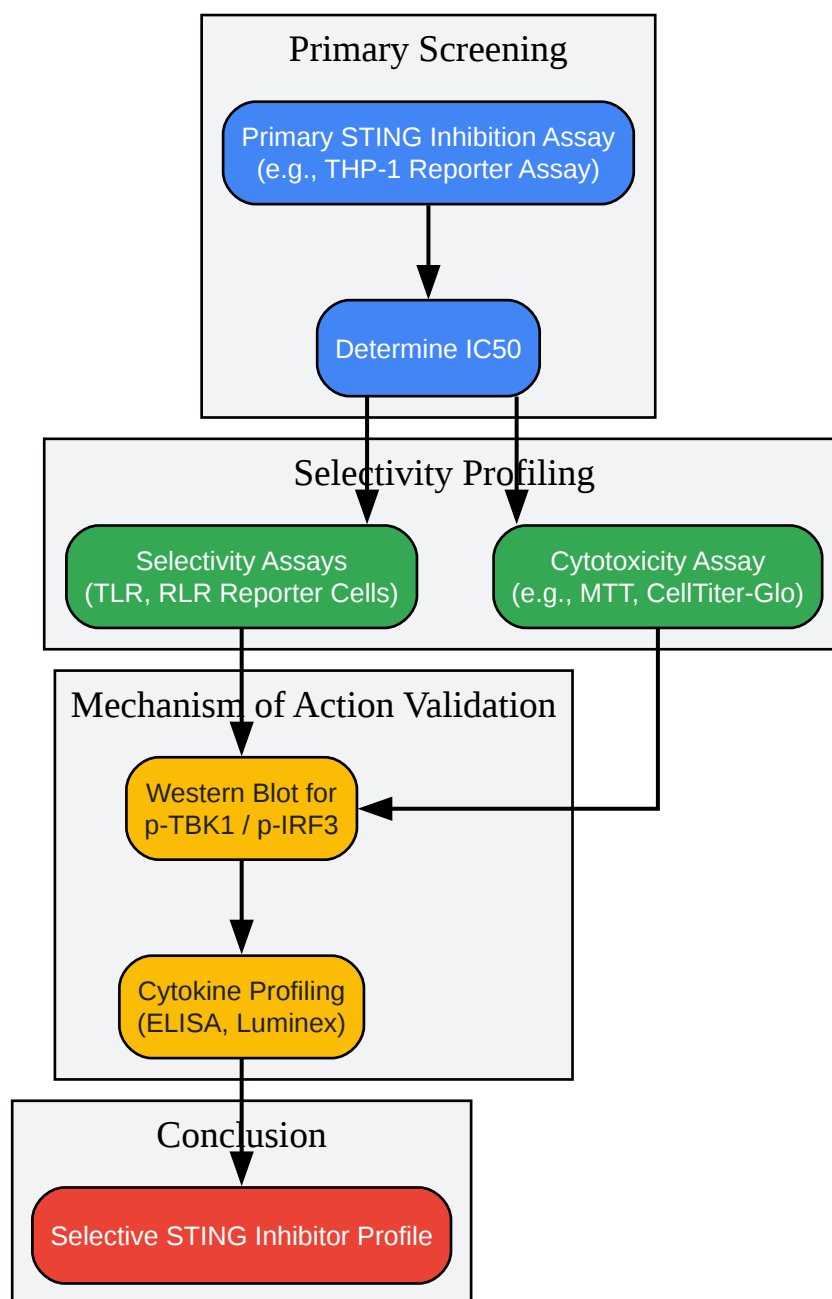 Primary Screening
Primary STING Inhibition Assay
(e.g., THP-1 Reporter Assay)
Determine IC50
Selectivity Profiling
Selectivity Assays
(TLR, RLR Reporter Cells)
Cytotoxicity Assay
(e.g., MTT, CellTiter-Glo)
Mechanism of Action Validation
Western Blot for
p-TBK1 / p-IRF3
Cytokine Profiling
(ELISA, Luminex)
Conclusion
Selective STING Inhibitor Profile